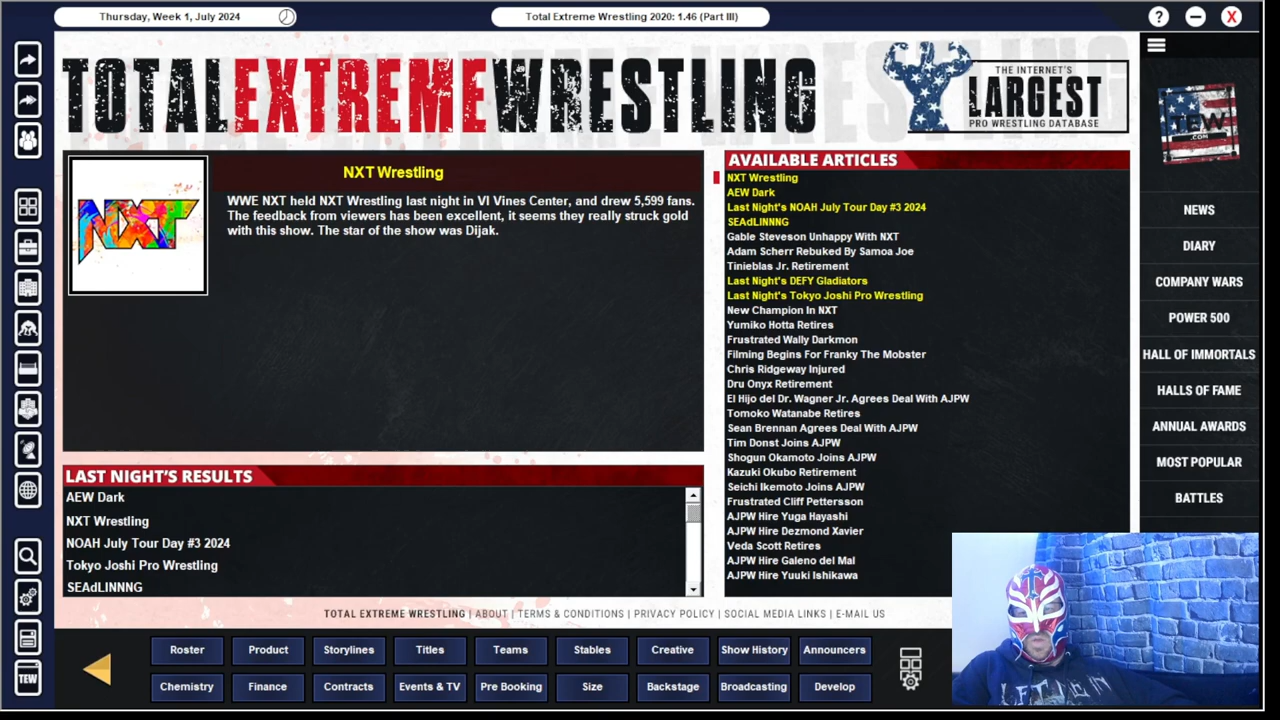 Thursday, Week 1, July 2024
Total Extreme Wrestling 2020: 1.46 (Part III)
?
X
TOTALEXTREMEWRESTLING
THE INTERNET'S
LARGEST
PRO WRESTLING DATABASE
TEW
.COM
NXT
NXT Wrestling
WWE NXT held NXT Wrestling last night in VI Vines Center, and drew 5,599 fans.
The feedback from viewers has been excellent, it seems they really struck gold
with this show. The star of the show was Dijak.
AVAILABLE ARTICLES
NXT Wrestling
AEW Dark
Last Night's NOAH July Tour Day #3 2024
SEAdLINNNG
Gable Steveson Unhappy With NXT
Adam Scherr Rebuked By Samoa Joe
Tinieblas Jr. Retirement
Last Night's DEFY Gladiators
Last Night's Tokyo Joshi Pro Wrestling
New Champion In NXT
Yumiko Hotta Retires
Frustrated Wally Darkmon
Filming Begins For Franky The Mobster
Chris Ridgeway Injured
Dru Onyx Retirement
El Hijo del Dr. Wagner Jr. Agrees Deal With AJPW
Tomoko Watanabe Retires
Sean Brennan Agrees Deal With AJPW
Tim Donst Joins AJPW
Shogun Okamoto Joins AJPW
Kazuki Okubo Retirement
Seichi Ikemoto Joins AJPW
Frustrated Cliff Pettersson
AJPW Hire Yuga Hayashi
AJPW Hire Dezmond Xavier
Veda Scott Retires
AJPW Hire Galeno del Mal
AJPW Hire Yuuki Ishikawa
NEWS
DIARY
COMPANY WARS
POWER 500
HALL OF IMMORTALS
HALLS OF FAME
ANNUAL AWARDS
MOST POPULAR
BATTLES
LAST NIGHT'S RESULTS
AEW Dark
NXT Wrestling
NOAH July Tour Day #3 2024
Tokyo Joshi Pro Wrestling
SEAdLINNNG
TOTAL EXTREME WRESTLING | ABOUT | TERMS & CONDITIONS | PRIVACY POLICY | SOCIAL MEDIA LINKS | E-MAIL US
TEW
Roster Product Storylines Titles Teams Stables Creative Show History Announcers
Chemistry Finance Contracts Events & TV Pre Booking Size Backstage Broadcasting Develop